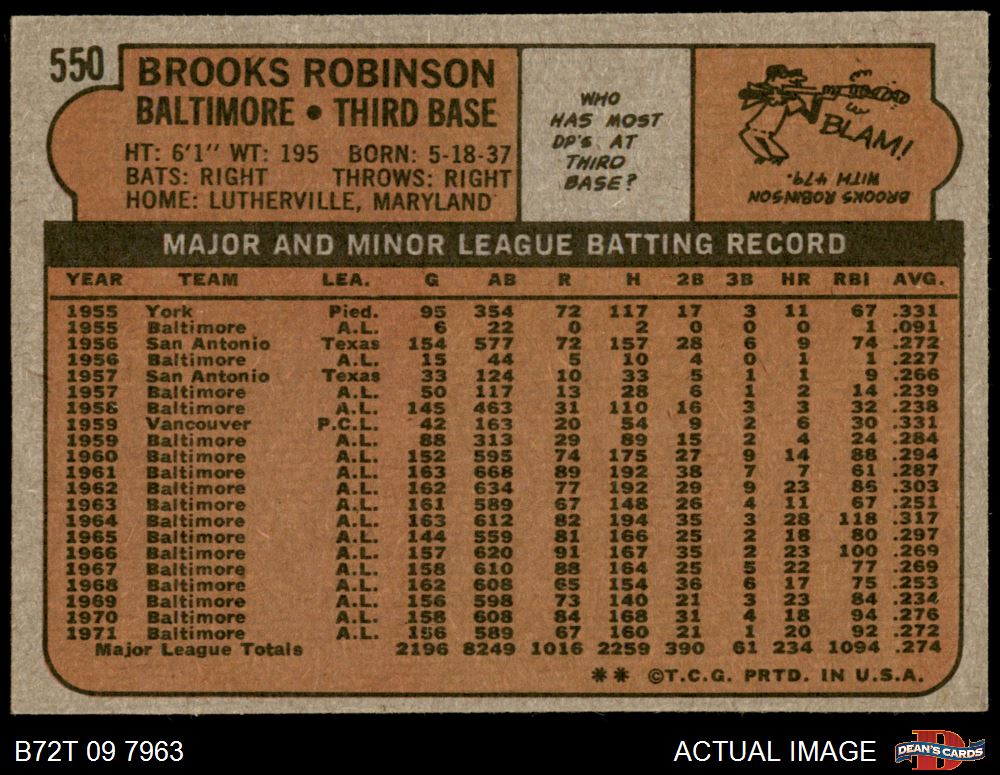 550
BROOKS ROBINSON
BALTIMORE • THIRD BASE
HT: 6'1" WT: 195 BORN: 5-18-37
BATS: RIGHT THROWS: RIGHT
HOME: LUTHERVILLE, MARYLAND
WHO
HAS MOST
DP'S AT
THIRD
BASE?
BLAM!
BROOKS ROBINSON
WITH 479.
MAJOR AND MINOR LEAGUE BATTING RECORD
YEAR TEAM LEA. G AB R H 2B 3B HR RBI AVG.
1955 York Pied. 95 354 72 117 17 3 11 67 .331
1955 Baltimore A.L. 6 22 0 2 0 0 0 1 .091
1956 San Antonio Texas 154 577 72 157 28 6 9 74 .272
1956 Baltimore A.L. 15 44 5 10 4 0 1 1 .227
1957 San Antonio Texas 33 124 10 33 5 1 1 9 .266
1957 Baltimore A.L. 50 117 13 28 6 1 2 14 .239
1958 Baltimore A.L. 145 463 31 110 16 3 3 32 .238
1959 Vancouver P.C.L. 42 163 20 54 9 2 6 30 .331
1959 Baltimore A.L. 88 313 29 89 15 2 4 24 .284
1960 Baltimore A.L. 152 595 74 175 27 9 14 88 .294
1961 Baltimore A.L. 163 668 89 192 38 7 7 61 .287
1962 Baltimore A.L. 162 634 77 192 29 9 23 86 .303
1963 Baltimore A.L. 161 589 67 148 26 4 11 67 .251
1964 Baltimore A.L. 163 612 82 194 35 3 28 118 .317
1965 Baltimore A.L. 144 559 81 166 25 2 18 80 .297
1966 Baltimore A.L. 157 620 91 167 35 2 23 100 .269
1967 Baltimore A.L. 158 610 88 164 25 5 22 77 .269
1968 Baltimore A.L. 162 608 65 154 36 6 17 75 .253
1969 Baltimore A.L. 156 598 73 140 21 3 23 84 .234
1970 Baltimore A.L. 158 608 84 168 31 4 18 94 .276
1971 Baltimore A.L. 156 589 67 160 21 1 20 92 .272
Major League Totals 2196 8249 1016 2259 390 61 234 1094 .274
** ©T.C.G. PRTD. IN U.S.A.
B72T 09 7963
ACTUAL IMAGE
DEAN'S CARDS